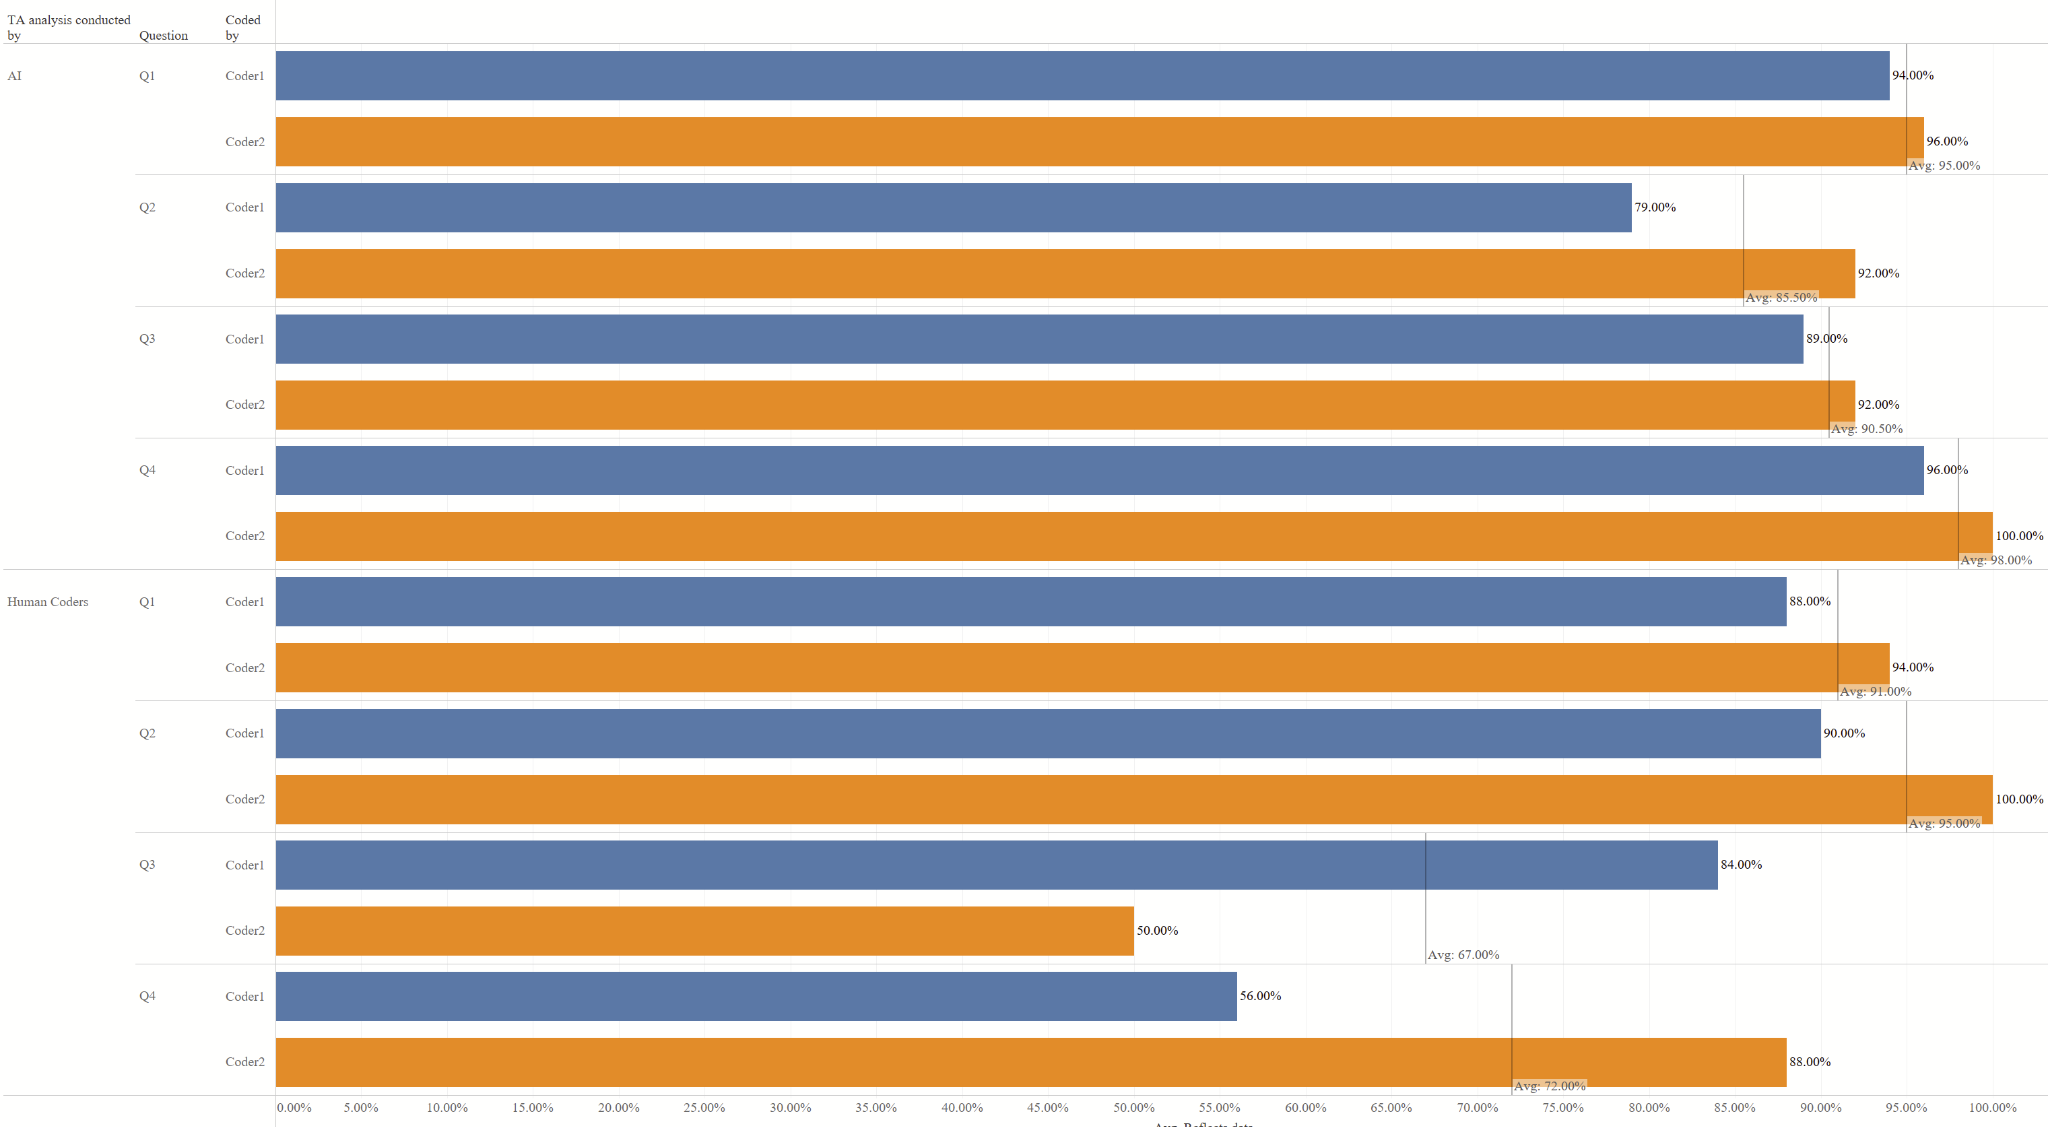 TA analysis conducted by
Question
Coded by
AI
Q1
Coder1
94.00%
Coder2
96.00%
Avg: 95.00%
Q2
Coder1
79.00%
Coder2
92.00%
Avg: 85.50%
Q3
Coder1
89.00%
Coder2
92.00%
Avg: 90.50%
Q4
Coder1
96.00%
Coder2
100.00%
Avg: 98.00%
Human Coders
Q1
Coder1
88.00%
Coder2
94.00%
Avg: 91.00%
Q2
Coder1
90.00%
Coder2
100.00%
Avg: 95.00%
Q3
Coder1
84.00%
Coder2
50.00%
Avg: 67.00%
Q4
Coder1
56.00%
Coder2
88.00%
Avg: 72.00%
0.00% 5.00% 10.00% 15.00% 20.00% 25.00% 30.00% 35.00% 40.00% 45.00% 50.00% 55.00% 60.00% 65.00% 70.00% 75.00% 80.00% 85.00% 90.00% 95.00% 100.00%